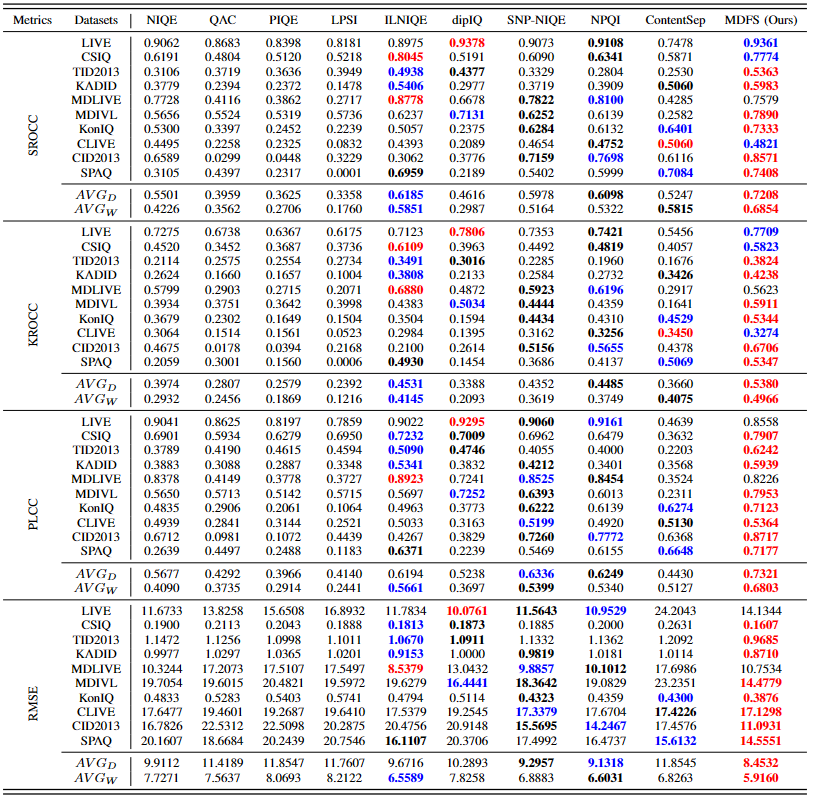 Metrics Datasets NIQE QAC PIQE LPSI ILNIQE dipIQ SNP-NIQE NPQI ContentSep MDFS (Ours)
SROCC
LIVE 0.9062 0.8683 0.8398 0.8181 0.8975 0.9378 0.9073 0.9108 0.7478 0.9361
CSIQ 0.6191 0.4804 0.5120 0.5218 0.8045 0.5191 0.6090 0.6341 0.5871 0.7774
TID2013 0.3106 0.3719 0.3636 0.3949 0.4938 0.4377 0.3329 0.2804 0.2530 0.5363
KADID 0.3779 0.2394 0.2372 0.1478 0.5406 0.2977 0.3719 0.3909 0.5060 0.5983
MDLIVE 0.7728 0.4116 0.3862 0.2717 0.8778 0.6678 0.7822 0.8100 0.4285 0.7579
MDIVL 0.5656 0.5524 0.5319 0.5736 0.6237 0.7131 0.6252 0.6139 0.2582 0.7890
KonIQ 0.5300 0.3397 0.2452 0.2239 0.5057 0.2375 0.6284 0.6132 0.6401 0.7333
CLIVE 0.4495 0.2258 0.2325 0.0832 0.4393 0.2089 0.4654 0.4752 0.5060 0.4821
CID2013 0.6589 0.0299 0.0448 0.3229 0.3062 0.3776 0.7159 0.7698 0.6116 0.8571
SPAQ 0.3105 0.4397 0.2317 0.0001 0.6959 0.2189 0.5402 0.5999 0.7084 0.7408
AVG_D 0.5501 0.3959 0.3625 0.3358 0.6185 0.4616 0.5978 0.6098 0.5247 0.7208
AVG_W 0.4226 0.3562 0.2706 0.1760 0.5851 0.2987 0.5164 0.5322 0.5815 0.6854
KROCC
LIVE 0.7275 0.6738 0.6367 0.6175 0.7123 0.7806 0.7353 0.7421 0.5456 0.7709
CSIQ 0.4520 0.3452 0.3687 0.3736 0.6109 0.3963 0.4492 0.4819 0.4057 0.5823
TID2013 0.2114 0.2575 0.2554 0.2734 0.3491 0.3016 0.2285 0.1960 0.1676 0.3824
KADID 0.2624 0.1660 0.1657 0.1004 0.3808 0.2133 0.2584 0.2732 0.3426 0.4238
MDLIVE 0.5799 0.2903 0.2715 0.2071 0.6880 0.4872 0.5923 0.6196 0.2917 0.5623
MDIVL 0.3934 0.3751 0.3642 0.3998 0.4383 0.5034 0.4444 0.4359 0.1641 0.5911
KonIQ 0.3679 0.2302 0.1649 0.1504 0.3504 0.1594 0.4434 0.4310 0.4529 0.5344
CLIVE 0.3064 0.1514 0.1561 0.0523 0.2984 0.1395 0.3162 0.3256 0.3450 0.3274
CID2013 0.4675 0.0178 0.0394 0.2168 0.2100 0.2614 0.5156 0.5655 0.4378 0.6706
SPAQ 0.2059 0.3001 0.1560 0.0006 0.4930 0.1454 0.3686 0.4137 0.5069 0.5347
AVG_D 0.3974 0.2807 0.2579 0.2392 0.4531 0.3388 0.4352 0.4485 0.3660 0.5380
AVG_W 0.2932 0.2456 0.1869 0.1216 0.4145 0.2093 0.3619 0.3749 0.4075 0.4966
PLCC
LIVE 0.9041 0.8625 0.8197 0.7859 0.9022 0.9295 0.9060 0.9161 0.4639 0.8558
CSIQ 0.6901 0.5934 0.6279 0.6950 0.7232 0.7009 0.6962 0.6479 0.3632 0.7907
TID2013 0.3789 0.4190 0.4615 0.4594 0.5090 0.4746 0.4055 0.4000 0.2203 0.6242
KADID 0.3883 0.3088 0.2887 0.3348 0.5341 0.3832 0.4212 0.3401 0.3568 0.5939
MDLIVE 0.8378 0.4149 0.3778 0.3727 0.8923 0.7241 0.8525 0.8454 0.3524 0.8226
MDIVL 0.5650 0.5713 0.5142 0.5715 0.5697 0.7252 0.6393 0.6013 0.2311 0.7953
KonIQ 0.4835 0.2906 0.2061 0.1064 0.4963 0.3773 0.6222 0.6139 0.6274 0.7123
CLIVE 0.4939 0.2841 0.3144 0.2521 0.5033 0.3163 0.5199 0.4920 0.5130 0.5364
CID2013 0.6712 0.0981 0.1072 0.4439 0.4267 0.3829 0.7260 0.7772 0.6368 0.8717
SPAQ 0.2639 0.4497 0.2488 0.1183 0.6371 0.2239 0.5469 0.6155 0.6648 0.7177
AVG_D 0.5677 0.4292 0.3966 0.4140 0.6194 0.5238 0.6336 0.6249 0.4430 0.7321
AVG_W 0.4090 0.3735 0.2914 0.2441 0.5661 0.3697 0.5399 0.5340 0.5127 0.6803
RMSE
LIVE 11.6733 13.8258 15.6508 16.8932 11.7834 10.0761 11.5643 10.9529 24.2043 14.1344
CSIQ 0.1900 0.2113 0.2043 0.1888 0.1813 0.1873 0.1885 0.2000 0.2631 0.1607
TID2013 1.1472 1.1256 1.0998 1.1011 1.0670 1.0911 1.1332 1.1362 1.2092 0.9685
KADID 0.9977 1.0297 1.0365 1.0201 0.9153 1.0000 0.9819 1.0181 1.0114 0.8710
MDLIVE 10.3244 17.2073 17.5107 17.5497 8.5379 13.0432 9.8857 10.1012 17.6986 10.7534
MDIVL 19.7054 19.6015 20.4821 19.5972 19.6279 16.4441 18.3642 19.0829 23.2351 14.4779
KonIQ 0.4833 0.5283 0.5403 0.5741 0.4794 0.5114 0.4323 0.4359 0.4300 0.3876
CLIVE 17.6477 19.4601 19.2687 19.6410 17.5379 19.2545 17.3379 17.6704 17.4226 17.1298
CID2013 16.7826 22.5312 22.5098 20.2875 20.4756 20.9148 15.5695 14.2467 17.4576 11.0931
SPAQ 20.1607 18.6684 20.2439 20.7546 16.1107 20.3706 17.4992 16.4737 15.6132 14.5551
AVG_D 9.9112 11.4189 11.8547 11.7607 9.6716 10.2893 9.2957 9.1318 11.8545 8.4532
AVG_W 7.7271 7.5637 8.0693 8.2122 6.5589 7.8258 6.8883 6.6031 6.8263 5.9160